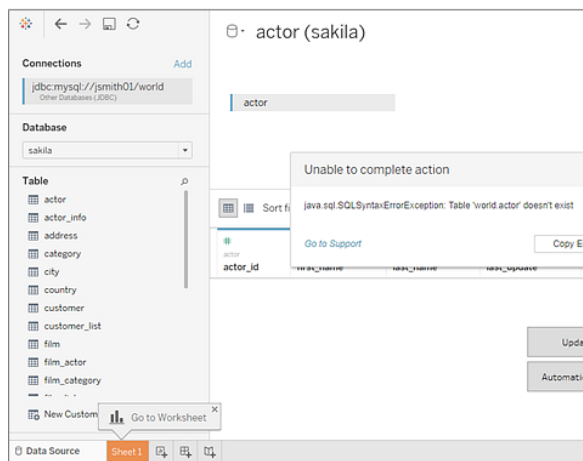 actor (sakila)
Connections
Add
jdbc:mysql://jsmith01/world
Other Databases (JDBC)
actor
Database
sakila
Unable to complete action
java.sql.SQLSyntaxErrorException: Table 'world.actor' doesn't exist
Table
actor
actor_info
address
category
city
country
customer
customer_list
film
film_actor
film_category
New Custom
Go to Worksheet
Sort fi
Go to Support
Copy E
#
actor
actor_id
first_name
last_name
last_update
Upda
Automatic
Data Source
Sheet 1